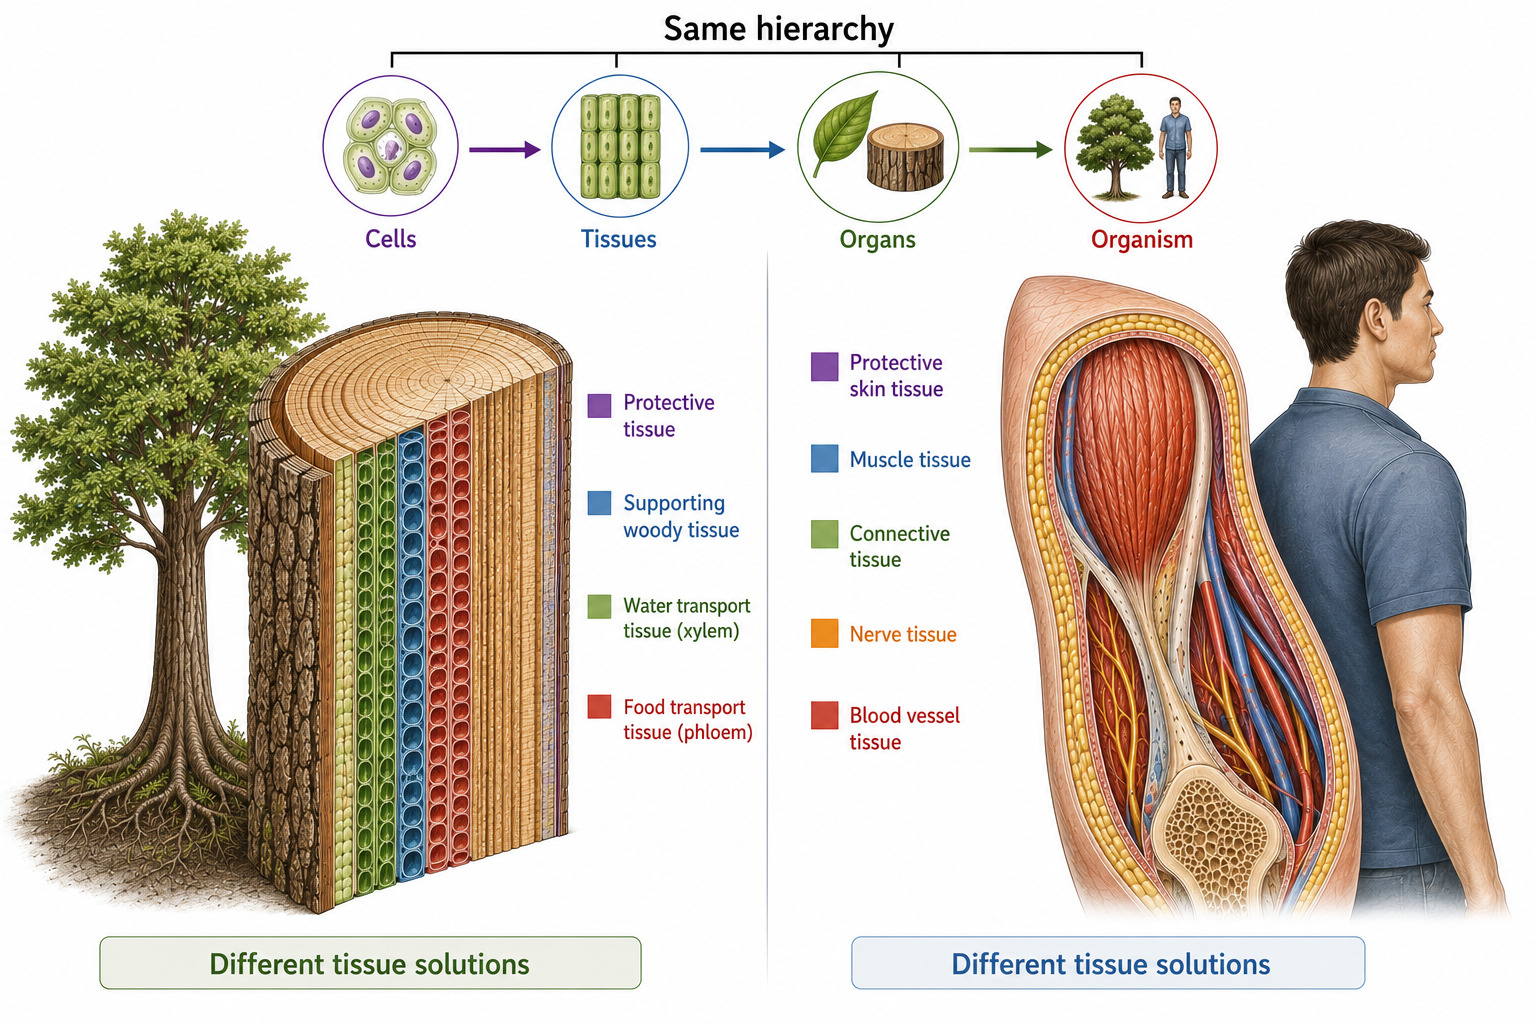 Same hierarchy
Cells
Tissues
Organs
Organism
Protective
tissue
Supporting
woody tissue
Water transport
tissue (xylem)
Food transport
tissue (phloem)
Protective
skin tissue
Muscle tissue
Connective
tissue
Nerve tissue
Blood vessel
tissue
Different tissue solutions
Different tissue solutions